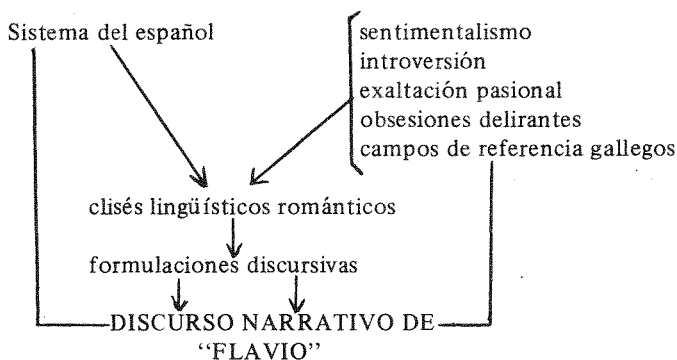 Sistema del español
sentimentalismo
introversión
exaltación pasional
obsesiones delirantes
campos de referencia gallegos
clisés lingüísticos románticos
formulaciones discursivas
DISCURSO NARRATIVO DE
“FLAVIO”